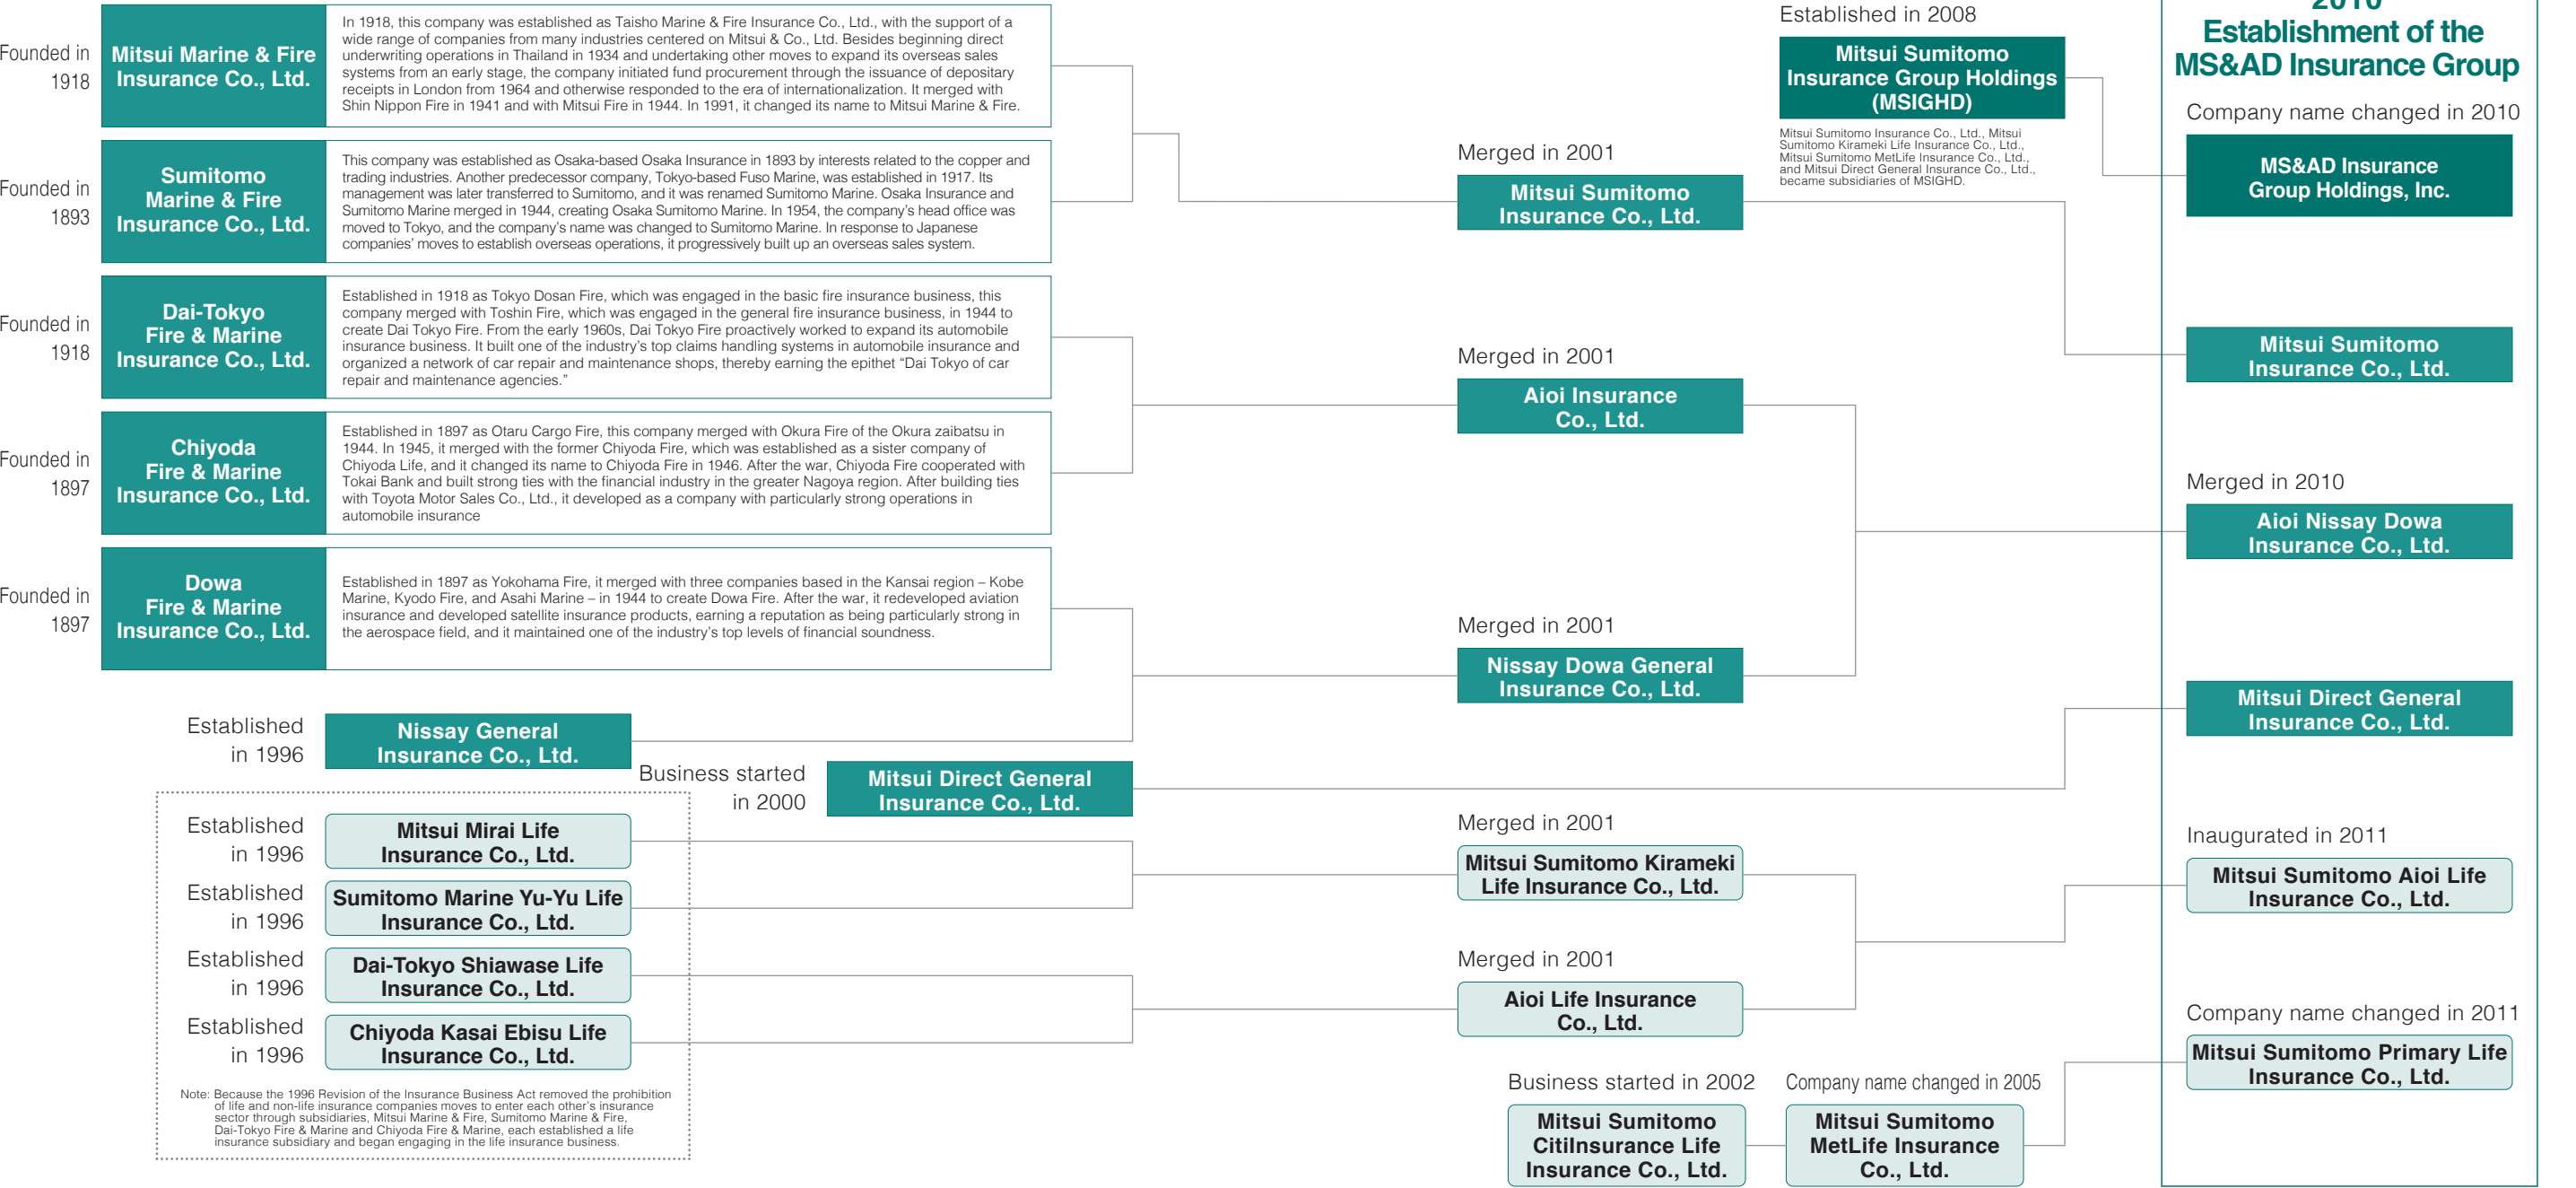 Founded in
1918
Mitsui Marine & Fire
Insurance Co., Ltd.
In 1918, this company was established as Taisho Marine & Fire Insurance Co., Ltd., with the support of a
wide range of companies from many industries centered on Mitsui & Co., Ltd. Besides beginning direct
underwriting operations in Thailand in 1934 and undertaking other moves to expand its overseas sales
systems from an early stage, the company initiated fund procurement through the issuance of depositary
receipts in London from 1964 and otherwise responded to the era of internationalization. It merged with
Shin Nippon Fire in 1941 and with Mitsui Fire in 1944. In 1991, it changed its name to Mitsui Marine & Fire.
Founded in
1893
Sumitomo
Marine & Fire
Insurance Co., Ltd.
This company was established as Osaka-based Osaka Insurance in 1893 by interests related to the copper and
trading industries. Another predecessor company, Tokyo-based Fuso Marine, was established in 1917. Its
management was later transferred to Sumitomo, and it was renamed Sumitomo Marine. Osaka Insurance and
Sumitomo Marine merged in 1944, creating Osaka Sumitomo Marine. In 1954, the company's head office was
moved to Tokyo, and the company's name was changed to Sumitomo Marine. In response to Japanese
companies' moves to establish overseas operations, it progressively built up an overseas sales system.
Founded in
1918
Dai-Tokyo
Fire & Marine
Insurance Co., Ltd.
Established in 1918 as Tokyo Dosan Fire, which was engaged in the basic fire insurance business, this
company merged with Toshin Fire, which was engaged in the general fire insurance business, in 1944 to
create Dai Tokyo Fire. From the early 1960s, Dai Tokyo Fire proactively worked to expand its automobile
insurance business. It built one of the industry's top claims handling systems in automobile insurance and
organized a network of car repair and maintenance shops, thereby earning the epithet “Dai Tokyo of car
repair and maintenance agencies.”
Founded in
1897
Chiyoda
Fire & Marine
Insurance Co., Ltd.
Established in 1897 as Otaru Cargo Fire, this company merged with Okura Fire of the Okura zaibatsu in
1944. In 1945, it merged with the former Chiyoda Fire, which was established as a sister company of
Chiyoda Life, and it changed its name to Chiyoda Fire in 1946. After the war, Chiyoda Fire cooperated with
Tokai Bank and built strong ties with the financial industry in the greater Nagoya region. After building ties
with Toyota Motor Sales Co., Ltd., it developed as a company with particularly strong operations in
automobile insurance
Founded in
1897
Dowa
Fire & Marine
Insurance Co., Ltd.
Established in 1897 as Yokohama Fire, it merged with three companies based in the Kansai region – Kobe
Marine, Kyodo Fire, and Asahi Marine – in 1944 to create Dowa Fire. After the war, it redeveloped aviation
insurance and developed satellite insurance products, earning a reputation as being particularly strong in
the aerospace field, and it maintained one of the industry's top levels of financial soundness.
Established
in 1996
Nissay General
Insurance Co., Ltd.
Business started
in 2000
Mitsui Direct General
Insurance Co., Ltd.
Established
in 1996
Mitsui Mirai Life
Insurance Co., Ltd.
Established
in 1996
Sumitomo Marine Yu-Yu Life
Insurance Co., Ltd.
Established
in 1996
Dai-Tokyo Shiawase Life
Insurance Co., Ltd.
Established
in 1996
Chiyoda Kasai Ebisu Life
Insurance Co., Ltd.
Note: Because the 1996 Revision of the Insurance Business Act removed the prohibition
of life and non-life insurance companies moves to enter each other's insurance
sector through subsidiaries, Mitsui Marine & Fire, Sumitomo Marine & Fire,
Dai-Tokyo Fire & Marine and Chiyoda Fire & Marine, each established a life
insurance subsidiary and began engaging in the life insurance business.
Merged in 2001
Mitsui Sumitomo
Insurance Co., Ltd.
Merged in 2001
Aioi Insurance
Co., Ltd.
Merged in 2001
Nissay Dowa General
Insurance Co., Ltd.
Merged in 2001
Mitsui Sumitomo Kirameki
Life Insurance Co., Ltd.
Merged in 2001
Aioi Life Insurance
Co., Ltd.
Business started in 2002
Mitsui Sumitomo
CitiInsurance Life
Insurance Co., Ltd.
Company name changed in 2005
Mitsui Sumitomo
MetLife Insurance
Co., Ltd.
Established in 2008
Mitsui Sumitomo
Insurance Group Holdings
(MSIGHD)
Mitsui Sumitomo Insurance Co., Ltd., Mitsui
Sumitomo Kirameki Life Insurance Co., Ltd.,
Mitsui Sumitomo MetLife Insurance Co., Ltd.,
and Mitsui Direct General Insurance Co., Ltd.,
became subsidiaries of MSIGHD.
2010
Establishment of the
MS&AD Insurance Group
Company name changed in 2010
MS&AD Insurance
Group Holdings, Inc.
Mitsui Sumitomo
Insurance Co., Ltd.
Merged in 2010
Aioi Nissay Dowa
Insurance Co., Ltd.
Mitsui Direct General
Insurance Co., Ltd.
Inaugurated in 2011
Mitsui Sumitomo Aioi Life
Insurance Co., Ltd.
Company name changed in 2011
Mitsui Sumitomo Primary Life
Insurance Co., Ltd.